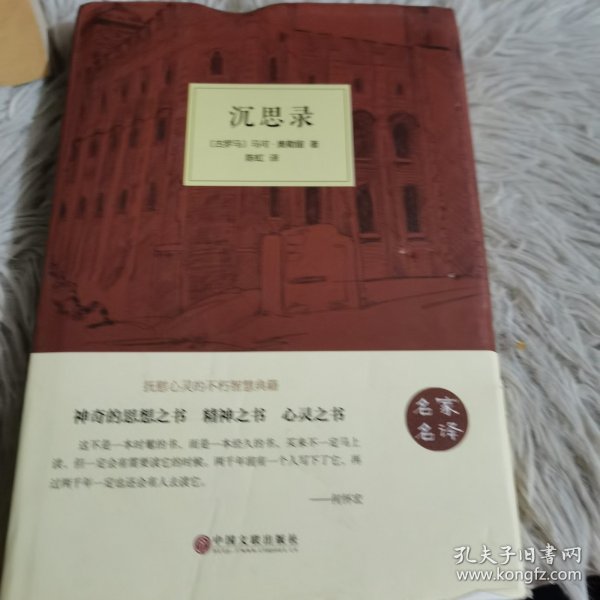 沉思录
（古罗马）马可·奥勒留 著
陈虹 译
抚慰心灵的不朽智慧典籍
神奇的思想之书 精神之书 心灵之书
这不是一本时髦的书，而是一本经久的书，买来不一定马上
读，但一定会有需要读它的时候。两千年前有一个人写下了它，再
过两千年一定也还会有人去读它。
——何怀宏
名家
名译
中国文联出版社
孔夫子旧书网
www.kongfz.com